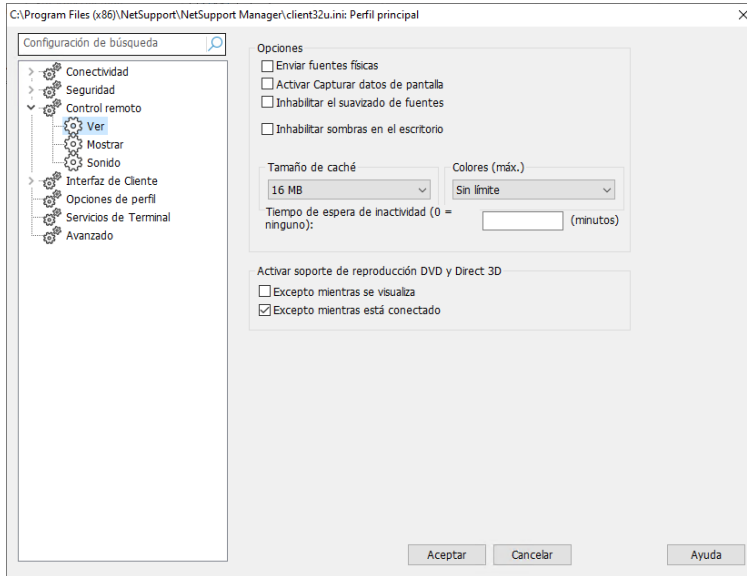 C:\Program Files (x86)\NetSupport\NetSupport Manager\client32u.ini: Perfil principal
Configuración de búsqueda
Conectividad
Seguridad
Control remoto
Ver
Mostrar
Sonido
Interfaz de Cliente
Opciones de perfil
Servicios de Terminal
Avanzado
Opciones
Enviar fuentes físicas
Activar Capturar datos de pantalla
Inhabilitar el suavizado de fuentes
Inhabilitar sombras en el escritorio
Tamaño de caché
16 MB
Colores (máx.)
Sin límite
Tiempo de espera de inactividad (0 =
ninguno):
(minutos)
Activar soporte de reproducción DVD y Direct 3D
Excepto mientras se visualiza
Excepto mientras está conectado
Aceptar
Cancelar
Ayuda